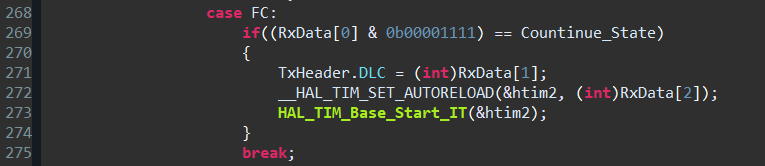 268 case FC:
269 if((RxData[0] & 0b00001111) == Countinue_State)
270 {
271 TxHeader.DLC = (int)RxData[1];
272 __HAL_TIM_SET_AUTORELOAD(&htim2, (int)RxData[2]);
273 HAL_TIM_Base_Start_IT(&htim2);
274 }
275 break;